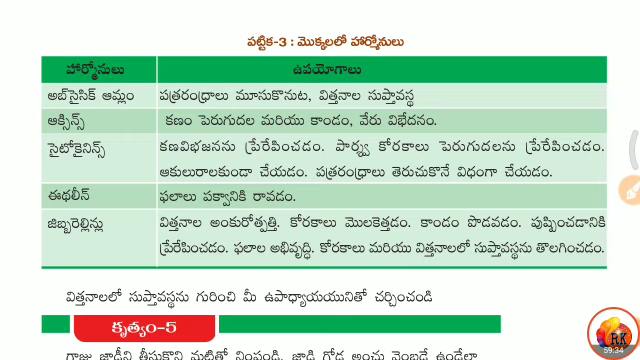 పట్టిక-3 : మొక్కలలో హార్మోనులు
హార్మోనులు ఉపయోగాలు
అబ్‌సైసిక్ ఆమ్లం పత్రరంధ్రాలు మూసుకొనుట, విత్తనాల సుప్తావస్థ
ఆక్సిన్స్ కణం పెరుగుదల మరియు కాండం, వేరు విభేదనం.
సైటోకైనిన్స్ కణవిభజనను ప్రేరేపించడం. పార్శ్వ కోరకాలు పెరుగుదలను ప్రేరేపించడం.
ఆకులురాలకుండా చేయడం. పత్రరంధ్రాలు తెరుచుకొనే విధంగా చేయడం.
ఈథలీన్ ఫలాలు పక్వానికి రావడం.
జిబ్బరెల్లిన్లు విత్తనాల అంకురోత్పత్తి. కోరకాలు మొలకెత్తడం. కాండం పొడవడం. పుష్పించడానికి
ప్రేరేపించడం. ఫలాల అభివృద్ధి. కోరకాలు మరియు విత్తనాలలో సుప్తావస్థను తొలగించడం.
విత్తనాలలో సుప్తావస్థను గురించి మీ ఉపాధ్యాయయునితో చర్చించండి
కృత్యం-5
గాజు జాడీని తీసుకొని మట్టితో నింపండి. జాడి గోడ అంచు వెంబడే ఉండేలా
RK
59:34